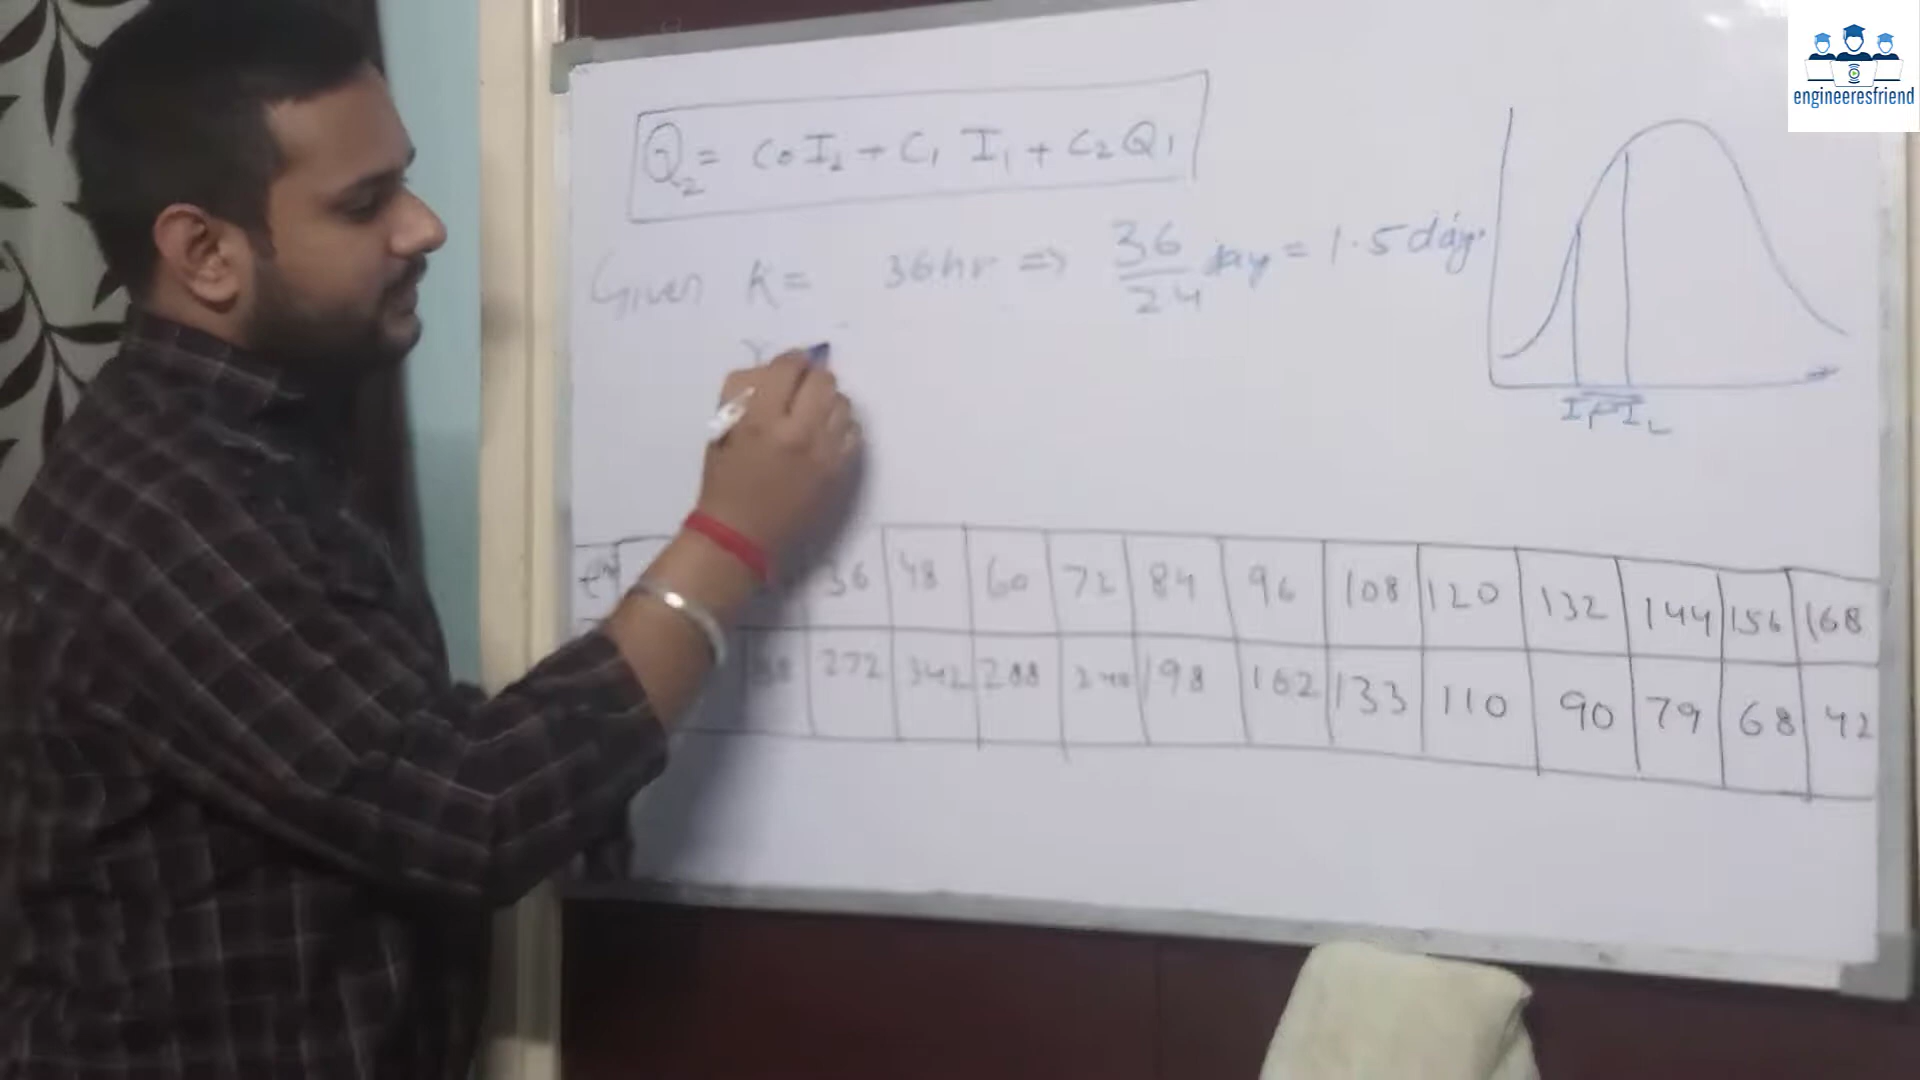 engineeresfriend
Q2 = C0 I2 + C1 I1 + C2 Q1
Given K = 36hr => 36/24 day = 1.5 day
x
I1 I2
36 48 60 72 84 96 108 120 132 144 156 168
272 342 288 240 198 162 133 110 90 79 68 42